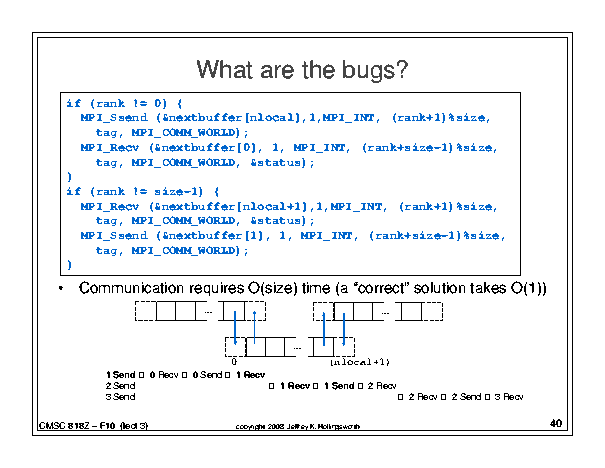 What are the bugs?
if (rank != 0) {
MPI_Ssend (&nextbuffer[nlocal],1,MPI_INT, (rank+1)%size,
tag, MPI_COMM_WORLD);
MPI_Recv (&nextbuffer[0], 1, MPI_INT, (rank+size-1)%size,
tag, MPI_COMM_WORLD, &status);
}
if (rank != size-1) {
MPI_Recv (&nextbuffer[nlocal+1],1,MPI_INT, (rank+1)%size,
tag, MPI_COMM_WORLD, &status);
MPI_Ssend (&nextbuffer[1], 1, MPI_INT, (rank+size-1)%size,
tag, MPI_COMM_WORLD);
}
• Communication requires O(size) time (a “correct” solution takes O(1))
... ...
...
0 (nlocal+1)
1 Send □ 0 Recv □ 0 Send □ 1 Recv
2 Send □ 1 Recv □ 1 Send □ 2 Recv
3 Send □ 2 Recv □ 2 Send □ 3 Recv
CMSC 818Z – F10 (lect 3) copyright 2008 Jeffrey K. Hollingsworth 40